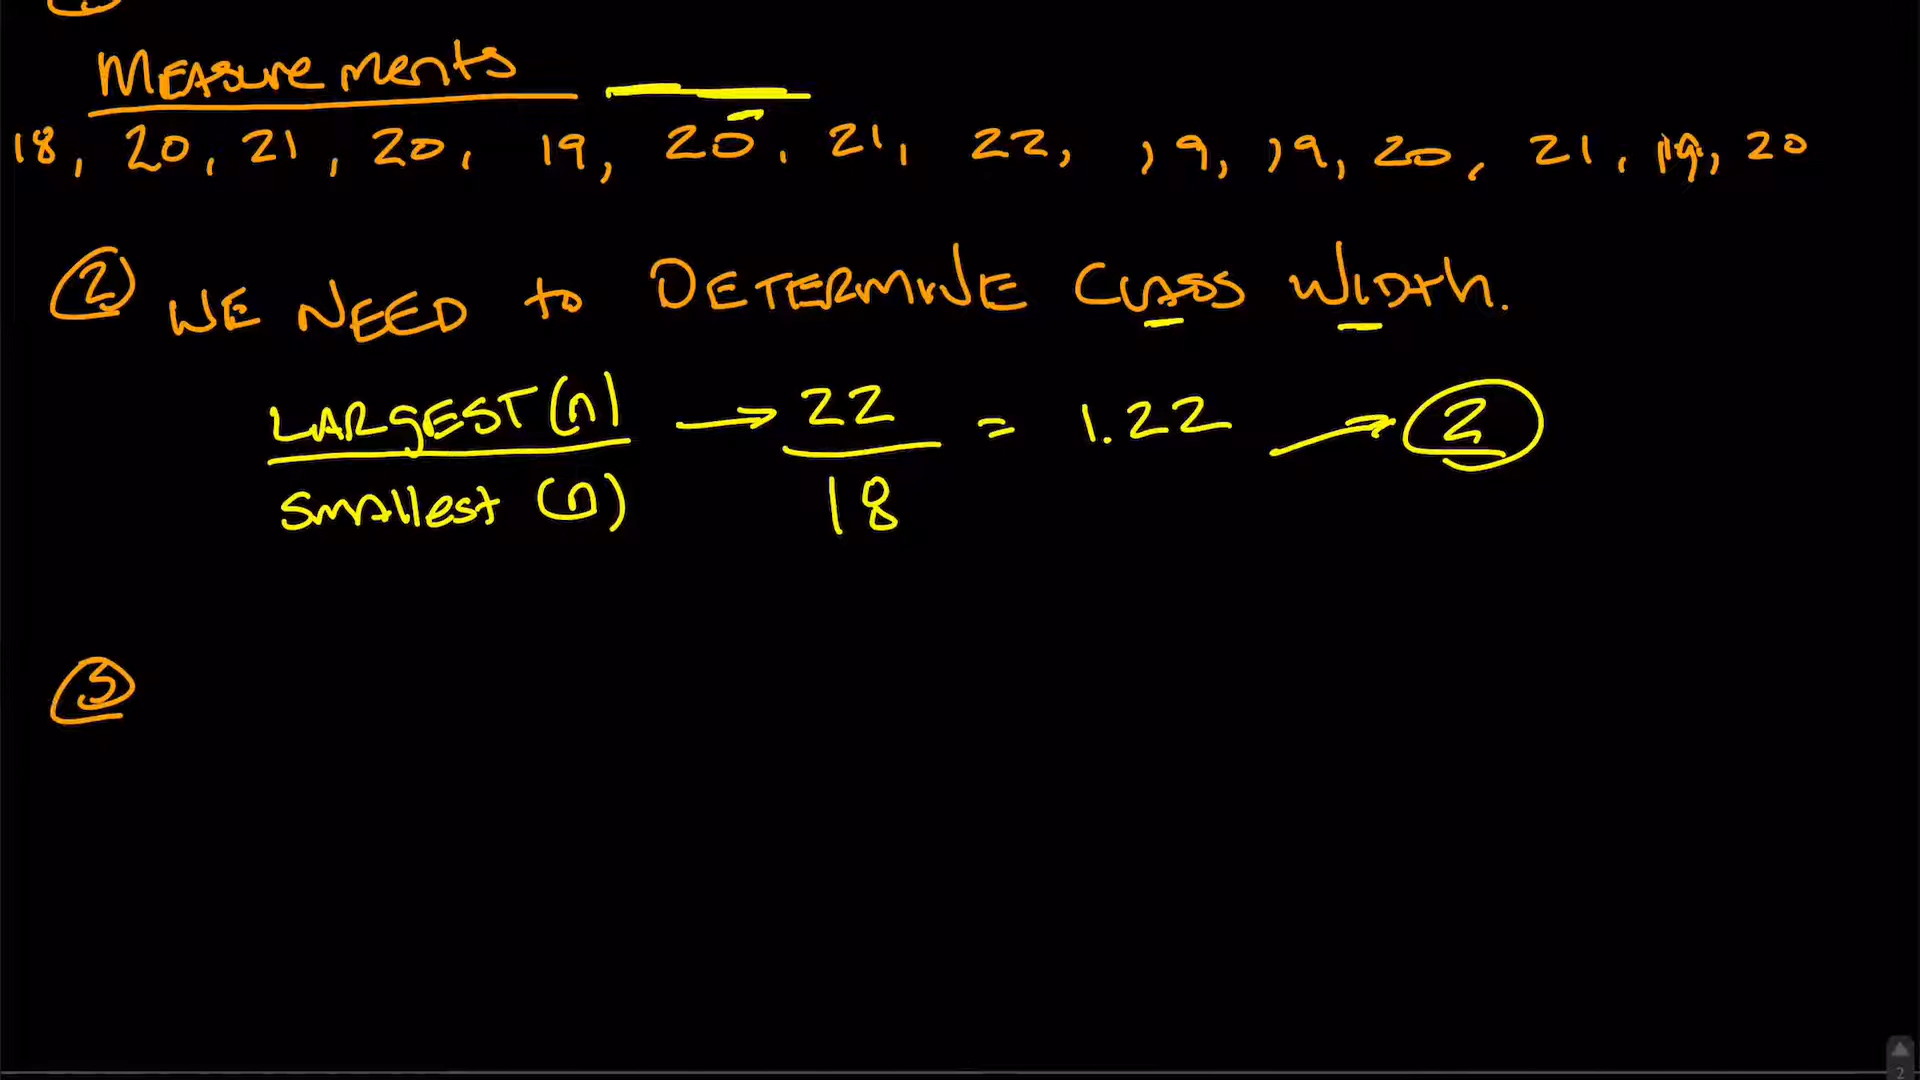 Measurements
18, 20, 21, 20, 19, 20, 21, 22, 19, 19, 20, 21, 19, 20
② WE NEED to DETERMINE CLASS WIDTH.
LARGEST (n) → 22 = 1.22 → 2
Smallest (n) 18
③
2